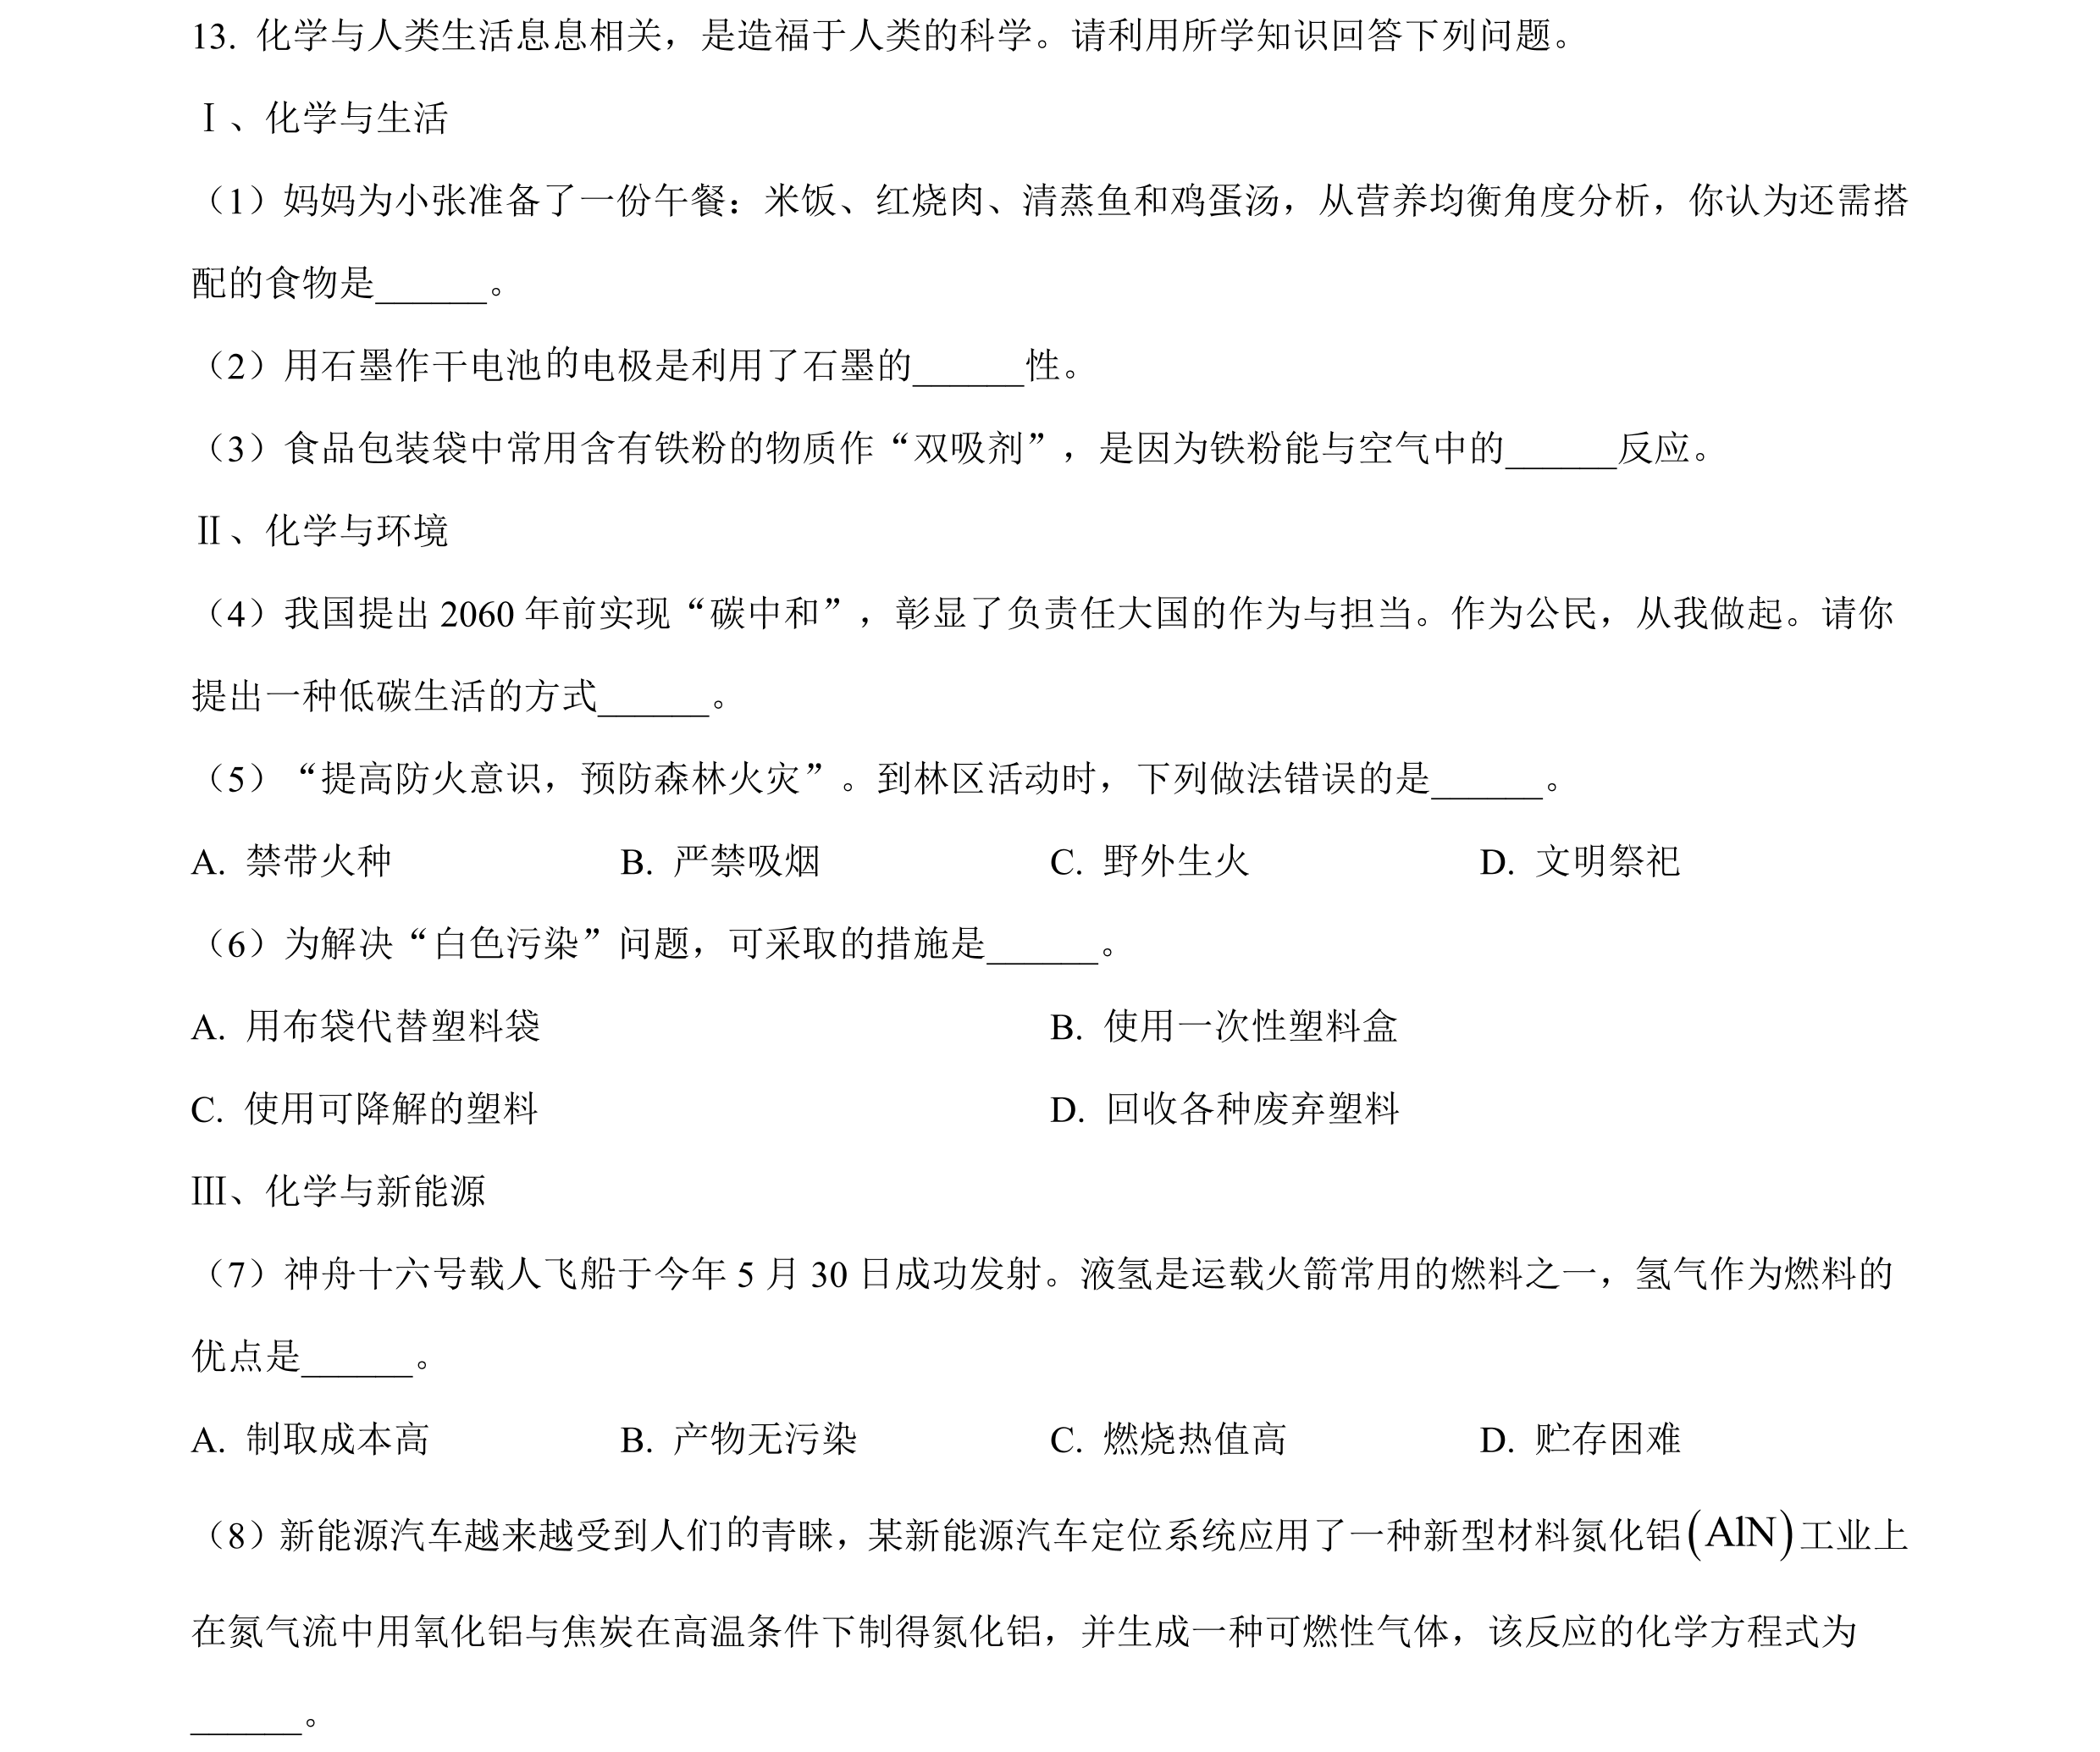 13. 化学与人类生活息息相关，是造福于人类的科学。请利用所学知识回答下列问题。
Ⅰ、化学与生活
（1）妈妈为小张准备了一份午餐：米饭、红烧肉、清蒸鱼和鸡蛋汤，从营养均衡角度分析，你认为还需搭
配的食物是______。
（2）用石墨作干电池的电极是利用了石墨的______性。
（3）食品包装袋中常用含有铁粉的物质作“双吸剂”，是因为铁粉能与空气中的______反应。
Ⅱ、化学与环境
（4）我国提出 2060 年前实现“碳中和”，彰显了负责任大国的作为与担当。作为公民，从我做起。请你
提出一种低碳生活的方式______。
（5）“提高防火意识，预防森林火灾”。到林区活动时，下列做法错误的是______。
A. 禁带火种 B. 严禁吸烟 C. 野外生火 D. 文明祭祀
（6）为解决“白色污染”问题，可采取的措施是______。
A. 用布袋代替塑料袋 B. 使用一次性塑料盒
C. 使用可降解的塑料 D. 回收各种废弃塑料
Ⅲ、化学与新能源
（7）神舟十六号载人飞船于今年 5 月 30 日成功发射。液氢是运载火箭常用的燃料之一，氢气作为燃料的
优点是______。
A. 制取成本高 B. 产物无污染 C. 燃烧热值高 D. 贮存困难
（8）新能源汽车越来越受到人们的青睐，某新能源汽车定位系统应用了一种新型材料氮化铝(AlN)工业上
在氮气流中用氧化铝与焦炭在高温条件下制得氮化铝，并生成一种可燃性气体，该反应的化学方程式为
______。